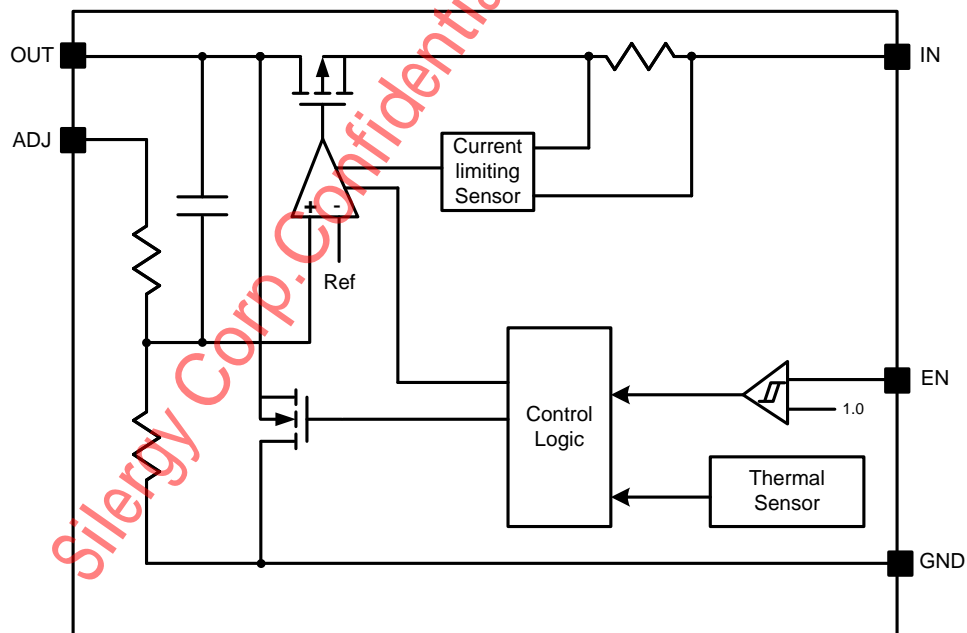 OUT
IN
ADJ
Current
limiting
Sensor
+ -
Ref
EN
1.0
Control
Logic
Thermal
Sensor
GND
Silergy Corp.Confidential